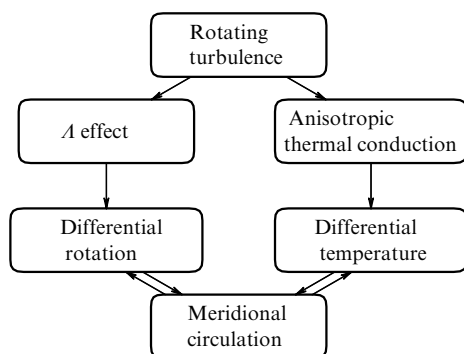 Rotating
turbulence
Λ effect
Anisotropic
thermal conduction
Differential
rotation
Differential
temperature
Meridional
circulation